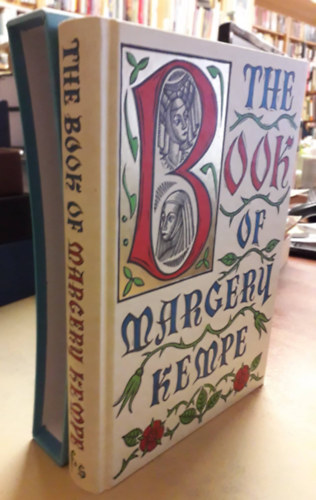 THE BOOK OF MARGERY KEMPE
THE
BOOK
OF
MARGERY
KEMPE